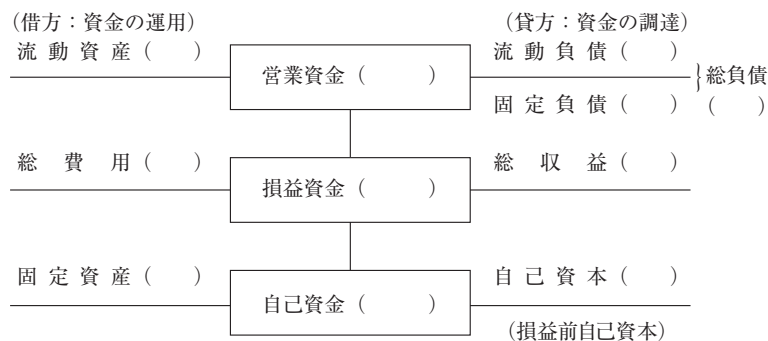 (借方：資金の運用) (貸方：資金の調達)
流動資産（　　） 流動負債（　　）
営業資金（　　　） }総負債
固定負債（　　） （　　）
総費用（　　） 総収益（　　）
損益資金（　　　）
固定資産（　　） 自己資本（　　）
自己資金（　　　）
(損益前自己資本)